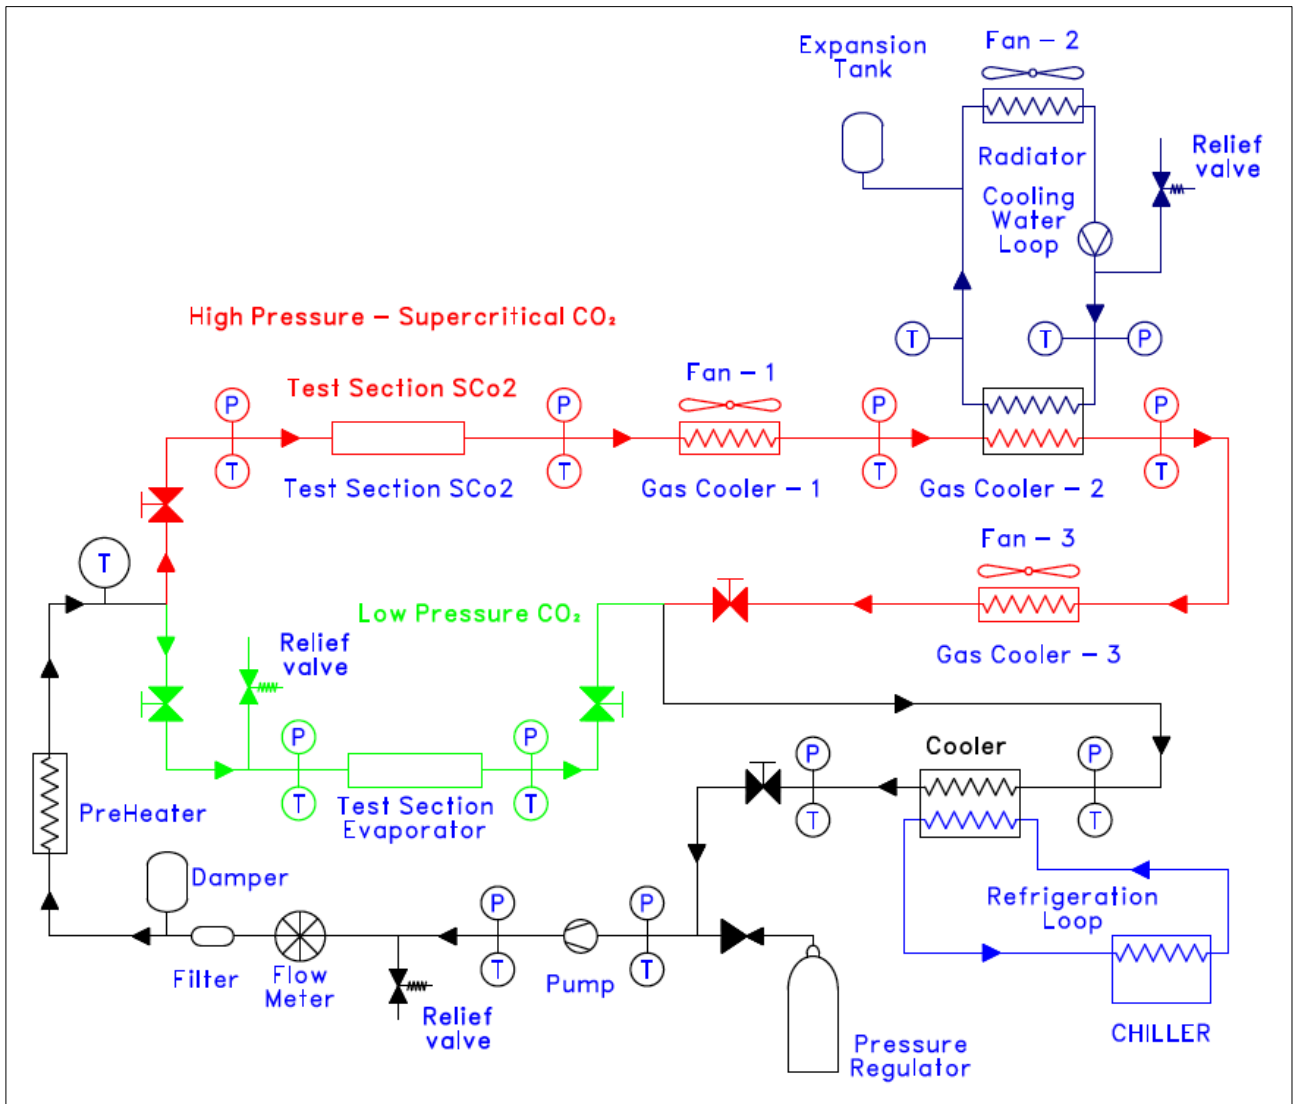 Expansion
Tank
Fan - 2
Radiator
Relief
valve
Cooling
Water
Loop
High Pressure - Supercritical CO₂
T
T
P
Test Section SCo2
Fan - 1
P
P
P
P
T
T
T
T
Test Section SCo2
Gas Cooler - 1
Gas Cooler - 2
Fan - 3
T
Low Pressure CO₂
Relief
valve
Gas Cooler - 3
P
P
P
Cooler
P
T
T
T
T
PreHeater
Test Section
Evaporator
Damper
P
P
Refrigeration
Loop
T
T
Filter
Flow
Meter
Pump
Relief
valve
Pressure
Regulator
CHILLER